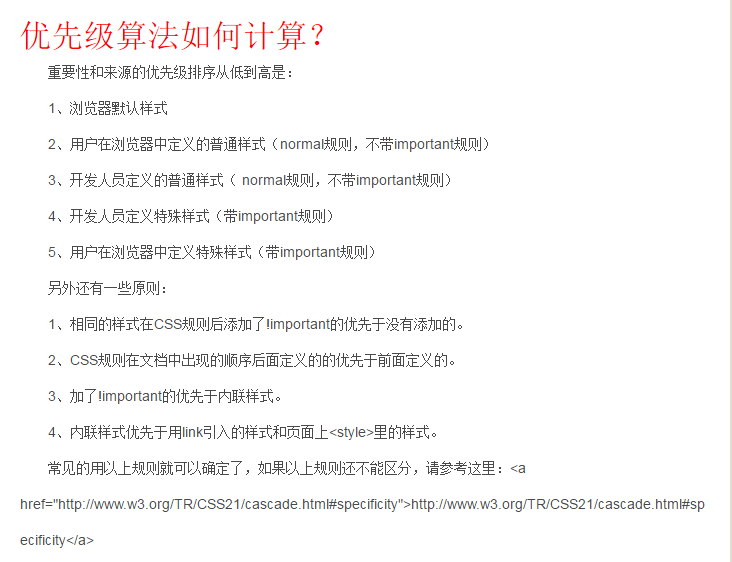 优先级算法如何计算？
重要性和来源的优先级排序从低到高是：
1、浏览器默认样式
2、用户在浏览器中定义的普通样式（normal规则，不带important规则）
3、开发人员定义的普通样式（ normal规则，不带important规则）
4、开发人员定义特殊样式（带important规则）
5、用户在浏览器中定义特殊样式（带important规则）
另外还有一些原则：
1、相同的样式在CSS规则后添加了!important的优先于没有添加的。
2、CSS规则在文档中出现的顺序后面定义的的优先于前面定义的。
3、加了!important的优先于内联样式。
4、内联样式优先于用link引入的样式和页面上<style>里的样式。
常见的用以上规则就可以确定了，如果以上规则还不能区分，请参考这里：<a
href="http://www.w3.org/TR/CSS21/cascade.html#specificity">http://www.w3.org/TR/CSS21/cascade.html#sp
ecificity</a>